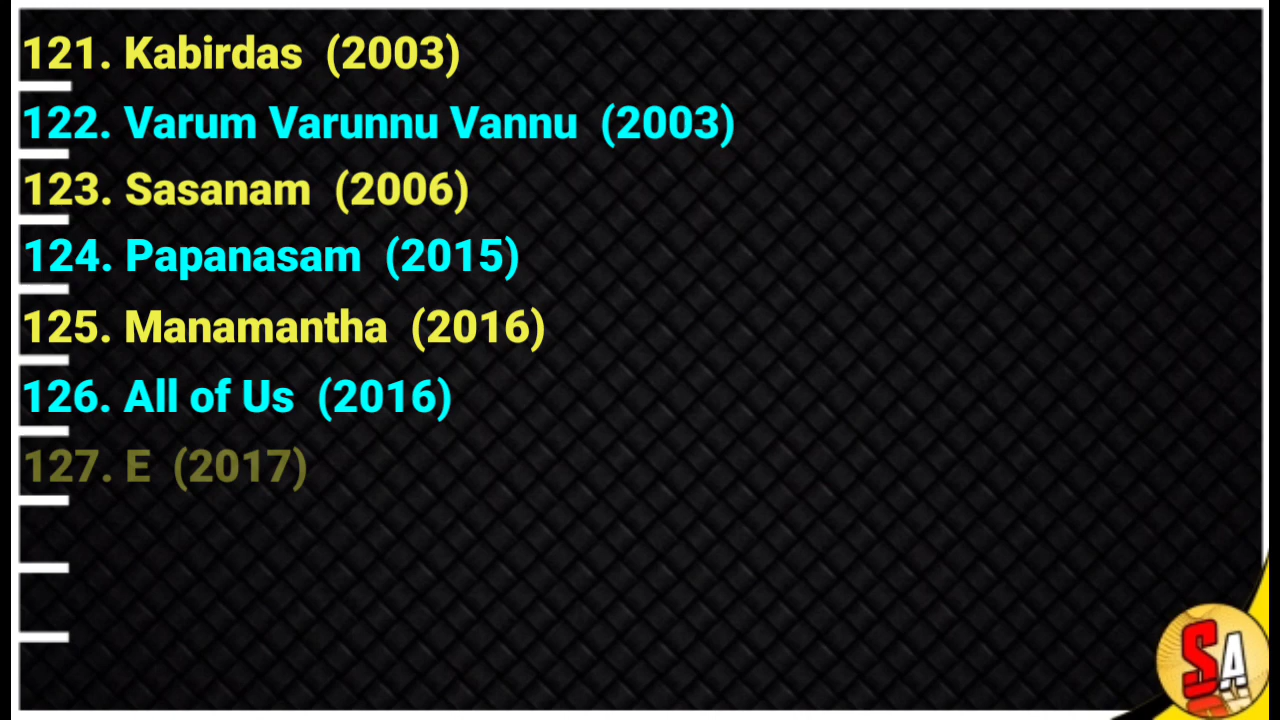 121. Kabirdas (2003)
122. Varum Varunnu Vannu (2003)
123. Sasanam (2006)
124. Papanasam (2015)
125. Manamantha (2016)
126. All of Us (2016)
127. E (2017)
SA